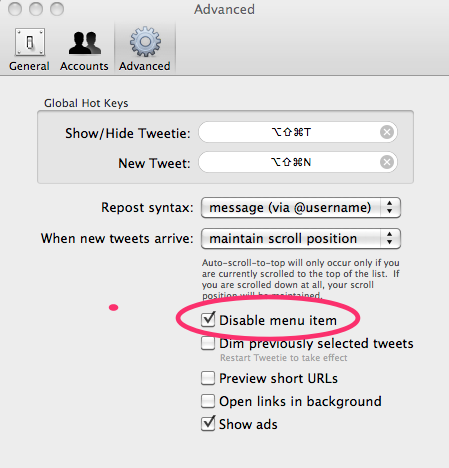 Advanced
General Accounts Advanced
Global Hot Keys
Show/Hide Tweetie: ⌥⇧⌘T
New Tweet: ⌥⇧⌘N
Repost syntax: message (via @username)
When new tweets arrive: maintain scroll position
Auto-scroll-to-top will only occur only if you
are currently scrolled to the top of the list. If
you are scrolled down at all, your scroll
position will be maintained.
Disable menu item
Dim previously selected tweets
Restart Tweetie to take effect
Preview short URLs
Open links in background
Show ads